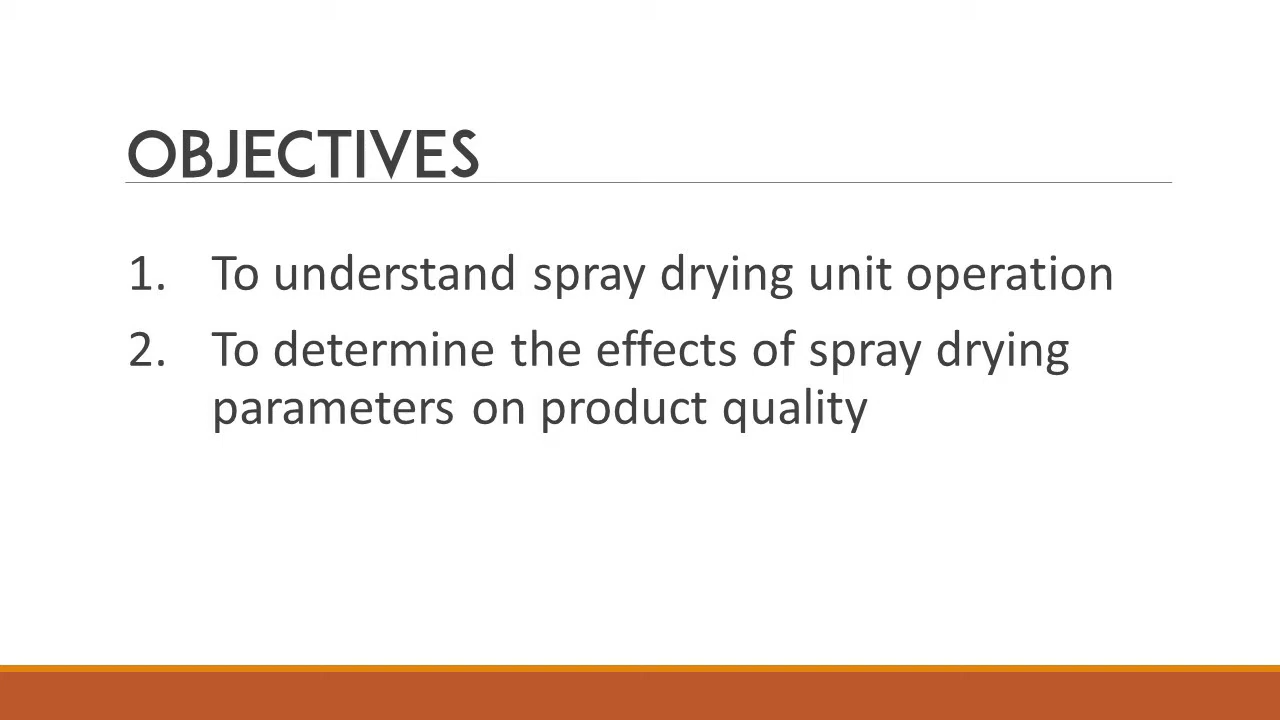 OBJECTIVES
1. To understand spray drying unit operation
2. To determine the effects of spray drying
parameters on product quality